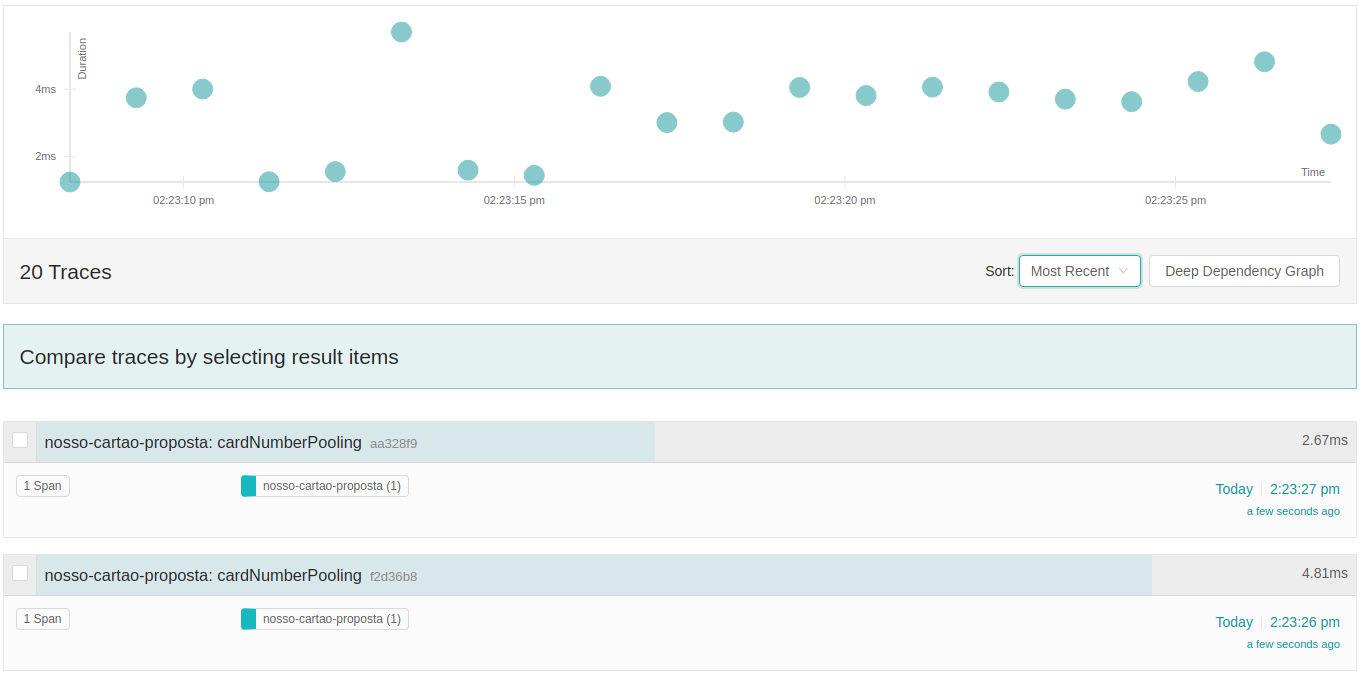 Duration
4ms
2ms
Time
02:23:10 pm 02:23:15 pm 02:23:20 pm 02:23:25 pm
20 Traces Sort: Most Recent Deep Dependency Graph
Compare traces by selecting result items
nosso-cartao-proposta: cardNumberPooling aa328f9 2.67ms
1 Span nosso-cartao-proposta (1) Today 2:23:27 pm
a few seconds ago
nosso-cartao-proposta: cardNumberPooling f2d36b8 4.81ms
1 Span nosso-cartao-proposta (1) Today 2:23:26 pm
a few seconds ago